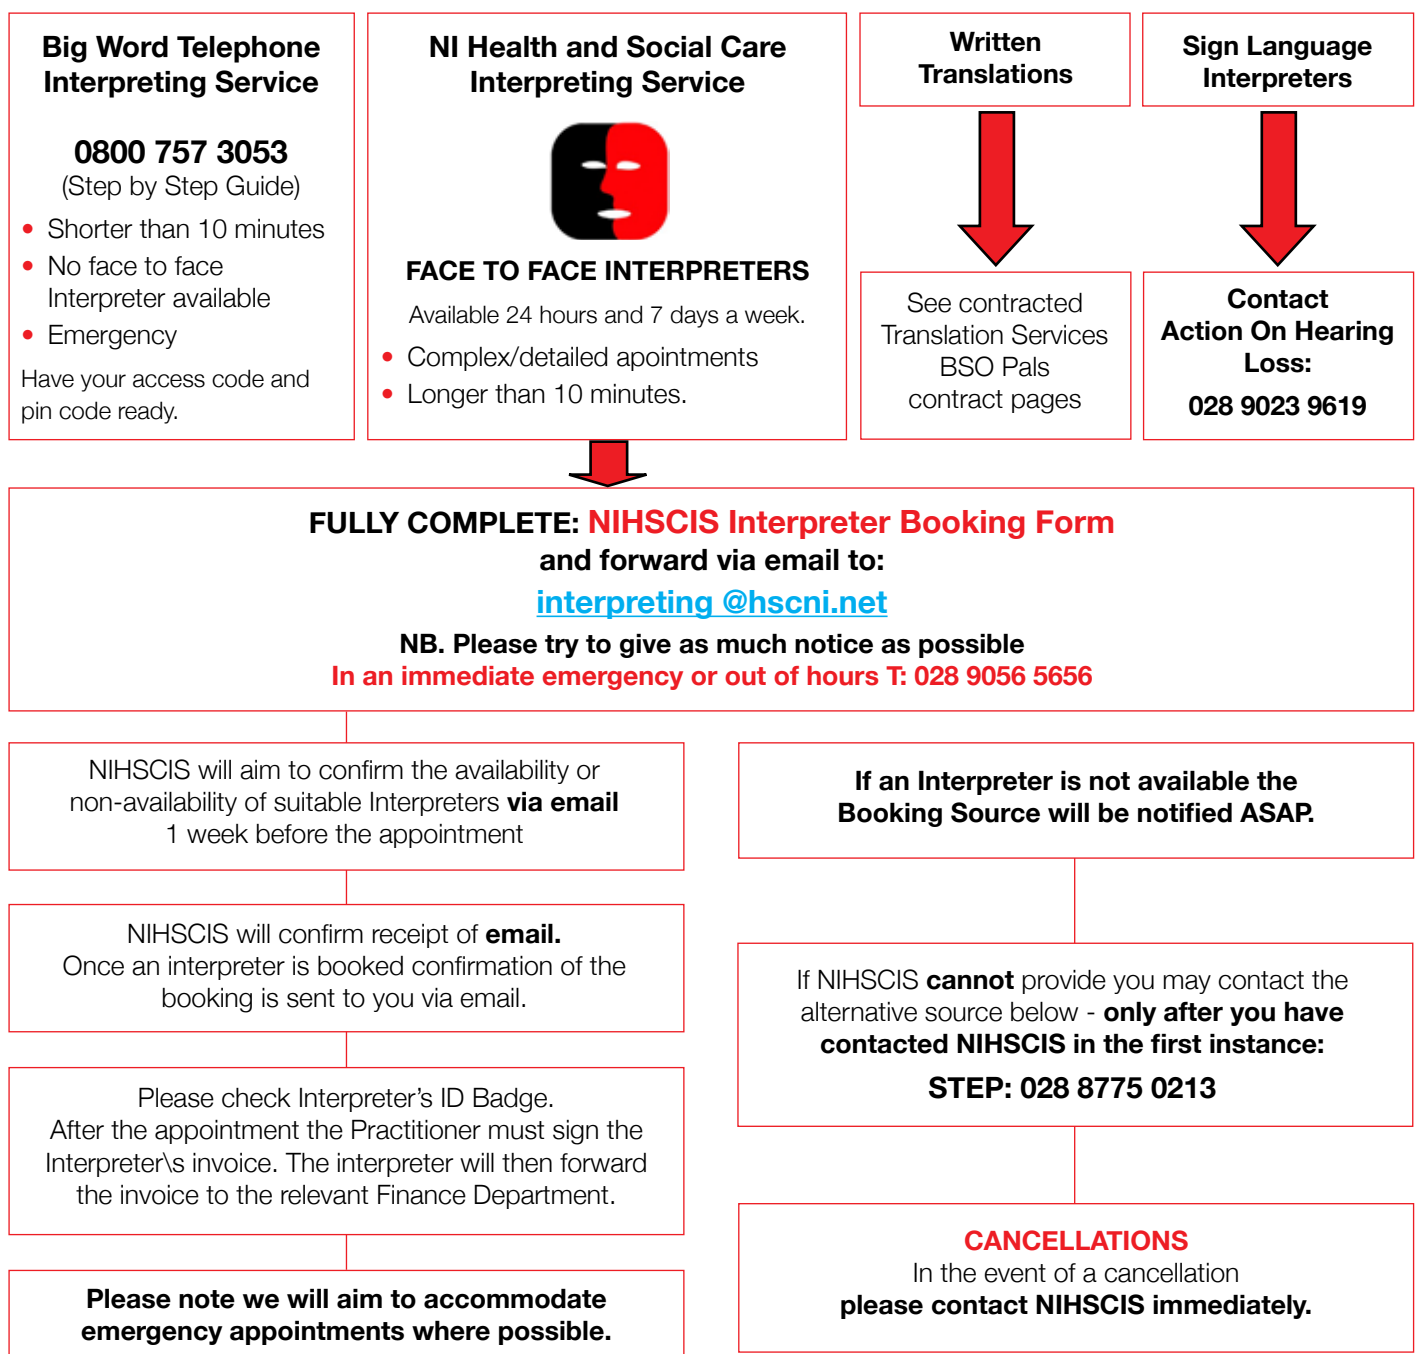 Big Word Telephone
Interpreting Service
0800 757 3053
(Step by Step Guide)
• Shorter than 10 minutes
• No face to face
Interpreter available
• Emergency
Have your access code and
pin code ready.
NI Health and Social Care
Interpreting Service
FACE TO FACE INTERPRETERS
Available 24 hours and 7 days a week.
• Complex/detailed apointments
• Longer than 10 minutes.
Written
Translations
See contracted
Translation Services
BSO Pals
contract pages
Sign Language
Interpreters
Contact
Action On Hearing
Loss:
028 9023 9619
FULLY COMPLETE: NIHSCIS Interpreter Booking Form
and forward via email to:
interpreting @hscni.net
NB. Please try to give as much notice as possible
In an immediate emergency or out of hours T: 028 9056 5656
NIHSCIS will aim to confirm the availability or
non-availability of suitable Interpreters via email
1 week before the appointment
NIHSCIS will confirm receipt of email.
Once an interpreter is booked confirmation of the
booking is sent to you via email.
Please check Interpreter's ID Badge.
After the appointment the Practitioner must sign the
Interpreter\s invoice. The interpreter will then forward
the invoice to the relevant Finance Department.
Please note we will aim to accommodate
emergency appointments where possible.
If an Interpreter is not available the
Booking Source will be notified ASAP.
If NIHSCIS cannot provide you may contact the
alternative source below - only after you have
contacted NIHSCIS in the first instance:
STEP: 028 8775 0213
CANCELLATIONS
In the event of a cancellation
please contact NIHSCIS immediately.